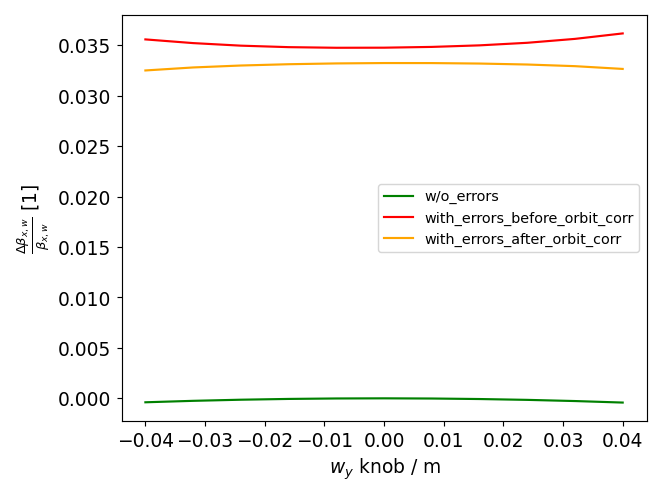 0.035
0.030
0.025
0.020
0.015
0.010
0.005
0.000
Δβx,w / βx,w [1]
w/o_errors
with_errors_before_orbit_corr
with_errors_after_orbit_corr
−0.04 −0.03 −0.02 −0.01 0.00 0.01 0.02 0.03 0.04
wy knob / m